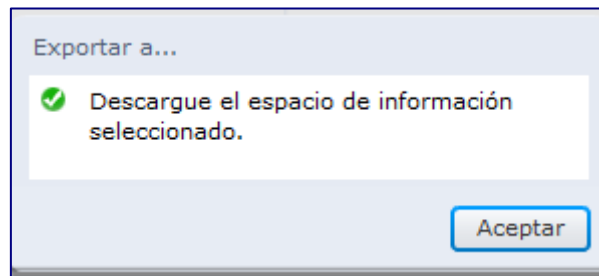 Exportar a...
Descargue el espacio de información
seleccionado.
Aceptar